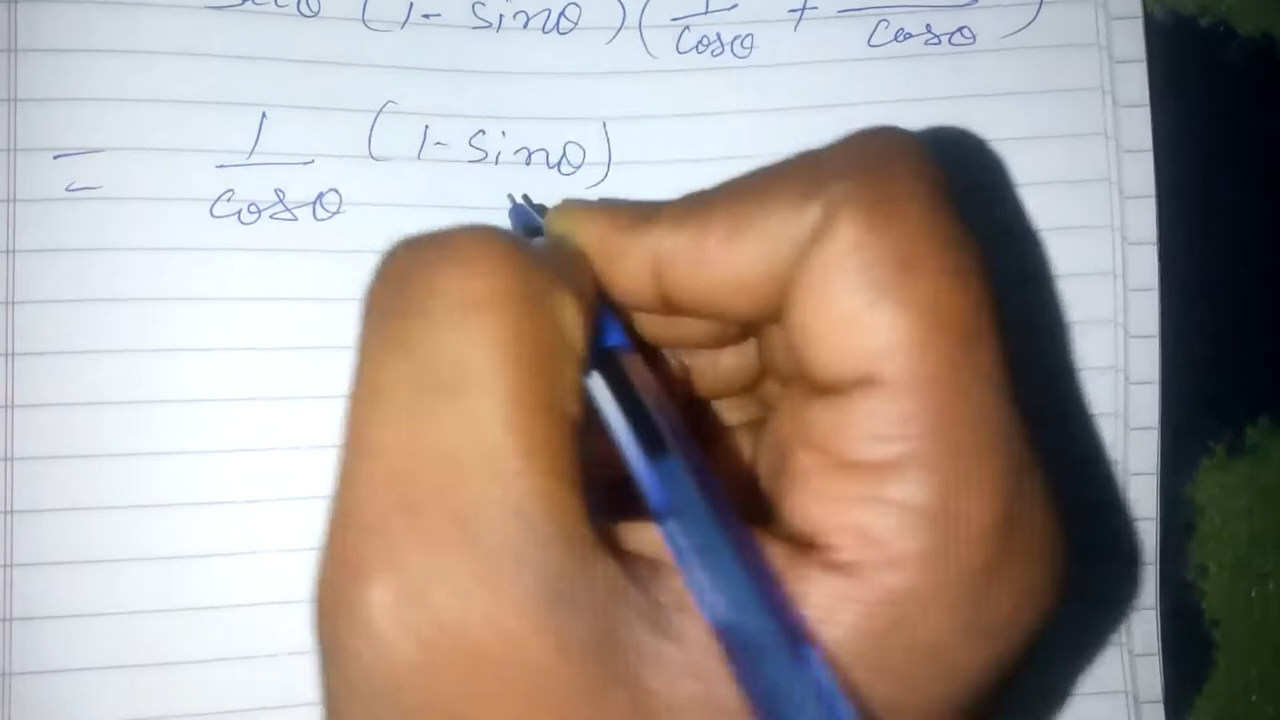 (1 - sinθ) (1/cosθ + /cosθ)
= 1/cosθ (1 - sinθ)